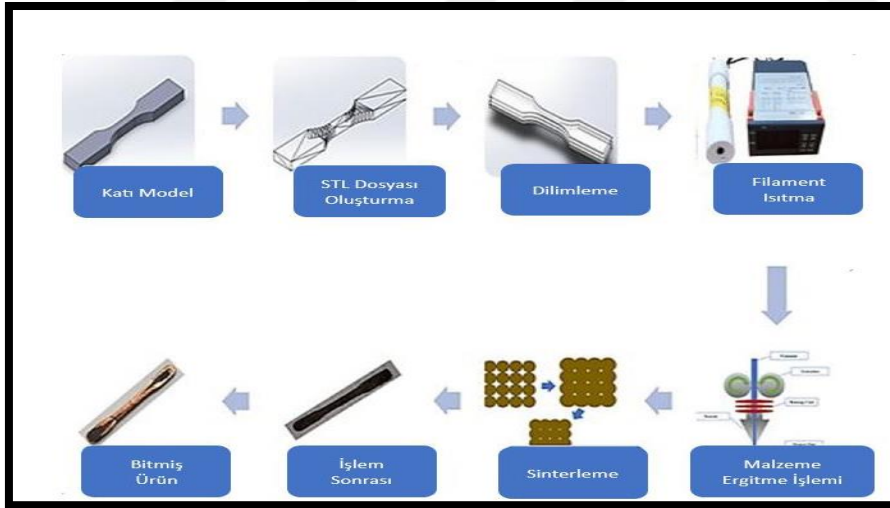 Katı Model
STL Dosyası
Oluşturma
Dilimleme
Filament
Isıtma
Malzeme
Ergitme İşlemi
Sinterleme
İşlem
Sonrası
Bitmiş
Ürün